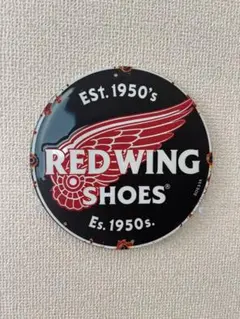 ESt. 1950's
RED WING
SHOES®
Es. 1950s.